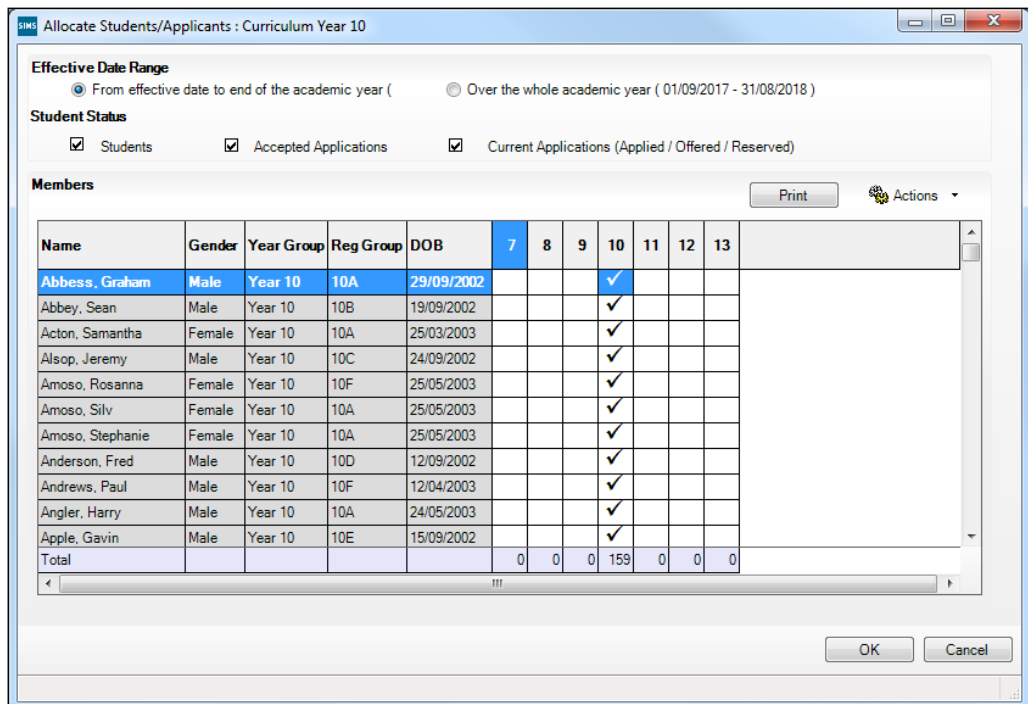 SIMS Allocate Students/Applicants : Curriculum Year 10
Effective Date Range
From effective date to end of the academic year ( Over the whole academic year ( 01/09/2017 - 31/08/2018 )
Student Status
Students Accepted Applications Current Applications (Applied / Offered / Reserved)
Members
Print Actions
Name Gender Year Group Reg Group DOB 7 8 9 10 11 12 13
Abbess, Graham Male Year 10 10A 29/09/2002
Abbey, Sean Male Year 10 10B 19/09/2002
Acton, Samantha Female Year 10 10A 25/03/2003
Alsop, Jeremy Male Year 10 10C 24/09/2002
Amoso, Rosanna Female Year 10 10F 25/05/2003
Amoso, Silv Female Year 10 10A 25/05/2003
Amoso, Stephanie Female Year 10 10A 25/05/2003
Anderson, Fred Male Year 10 10D 12/09/2002
Andrews, Paul Male Year 10 10F 12/04/2003
Angler, Harry Male Year 10 10A 24/05/2003
Apple, Gavin Male Year 10 10E 15/09/2002
Total 0 0 0 159 0 0 0
OK Cancel